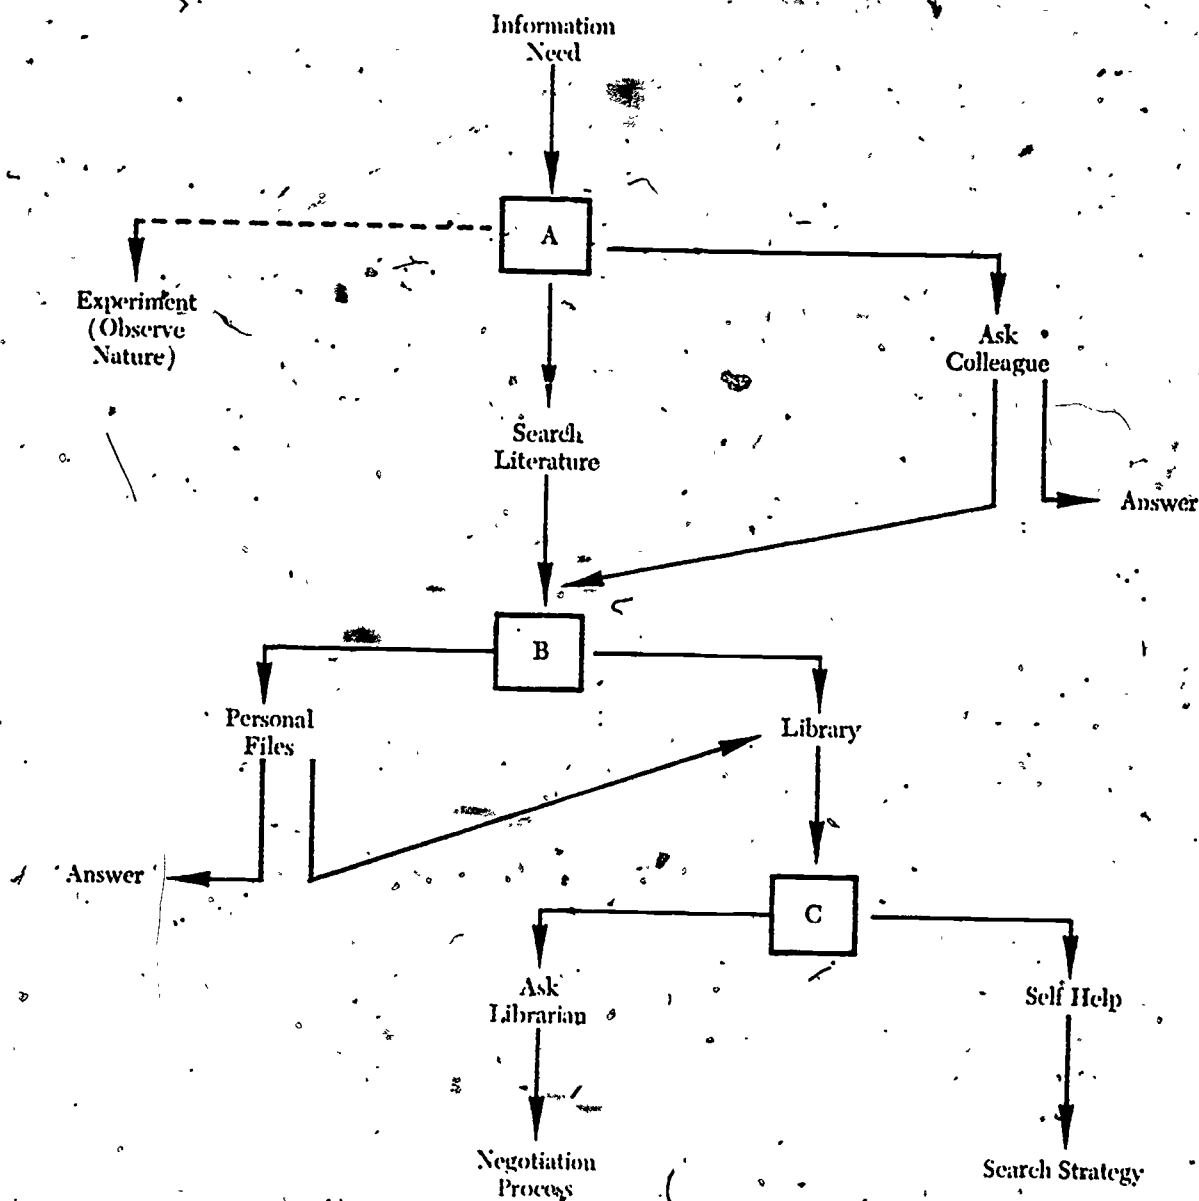 Information
Need
A
Experiment
(Observe
Nature)
Ask
Colleague
Search
Literature
Answer
B
Personal
Files
Library
Answer
C
Ask
Librarian
Self Help
Negotiation
Process
Search Strategy